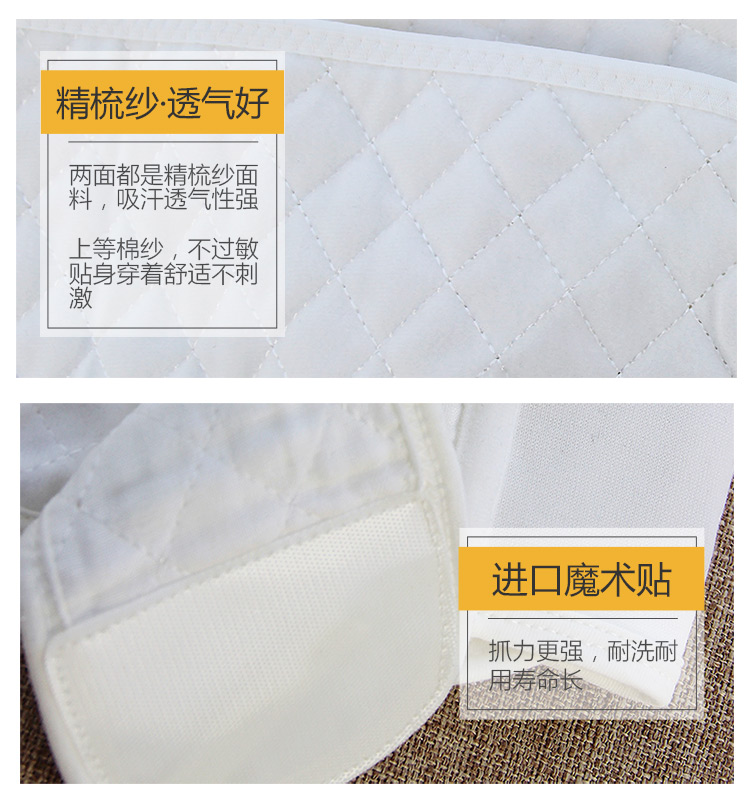 精梳纱·透气好
两面都是精梳纱面
料，吸汗透气性强
上等棉纱，不过敏
贴身穿着舒适不刺
激
进口魔术贴
抓力更强，耐洗耐
用寿命长